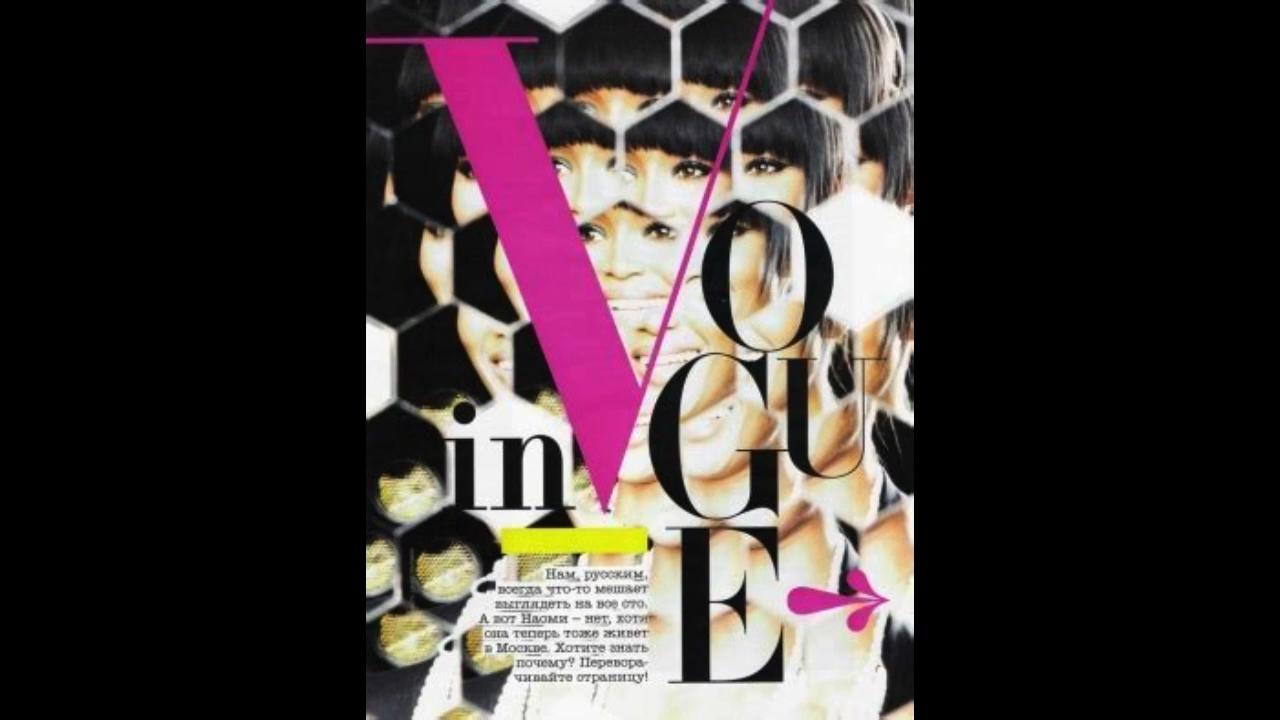 in VOGUE
Нам, русским,
всегда что-то мешает
выглядеть на все сто.
А вот Наоми – нет, хотя
она теперь тоже живет
в Москве. Хотите знать
почему? Перевора-
чивайте страницу!